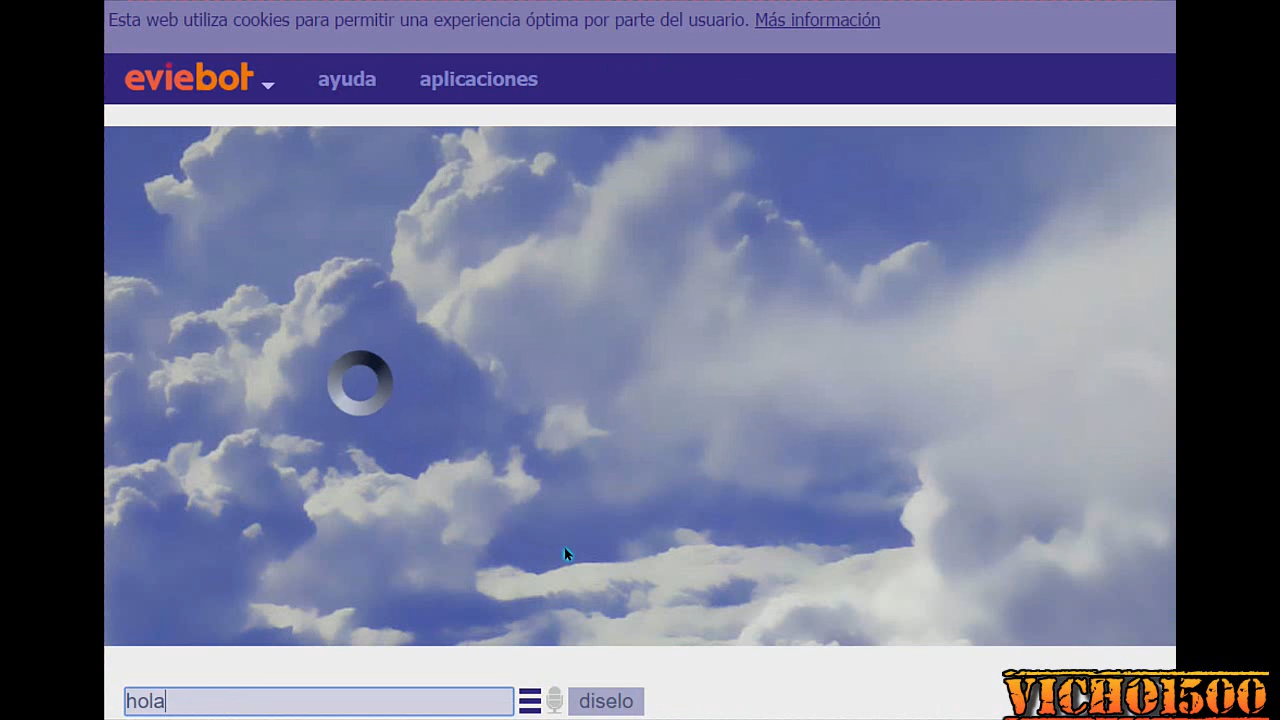 Esta web utiliza cookies para permitir una experiencia óptima por parte del usuario. Más información
eviebot ayuda aplicaciones
hola diselo
VICHO1500